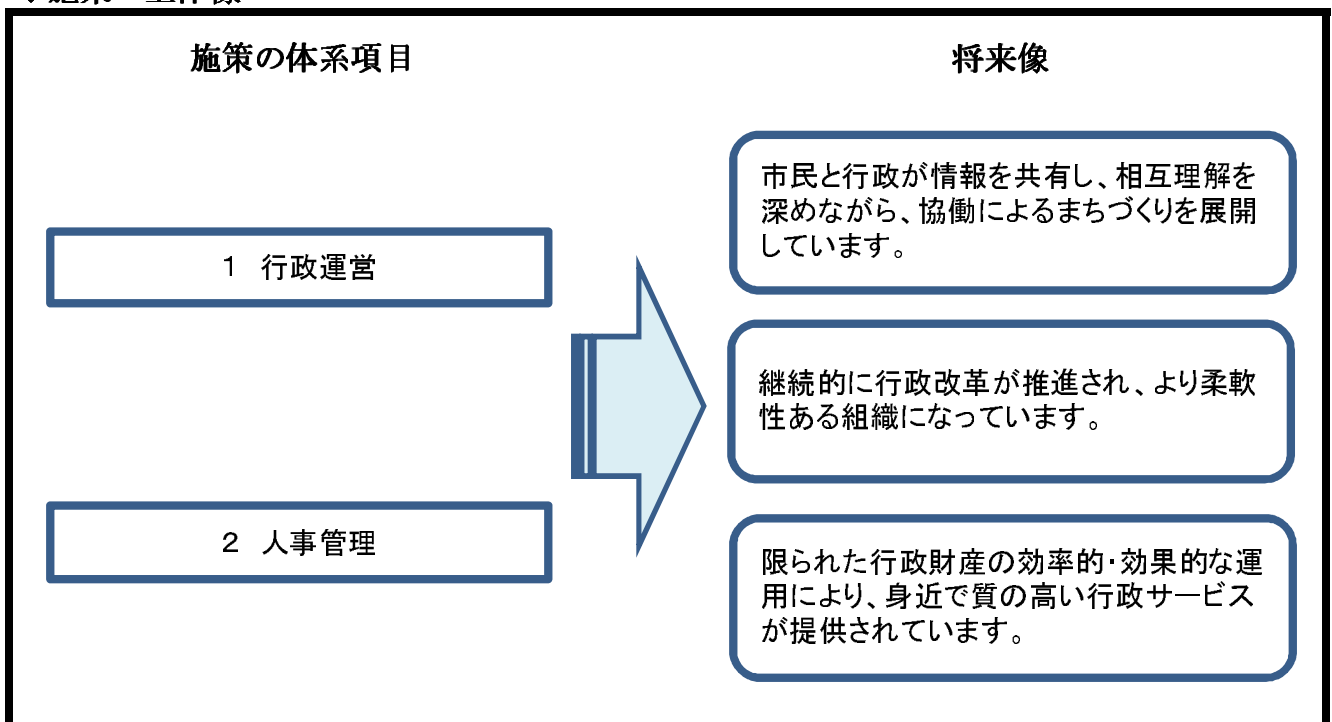 施策の体系項目
将来像
1 行政運営
2 人事管理
市民と行政が情報を共有し、相互理解を
深めながら、協働によるまちづくりを展開
しています。
継続的に行政改革が推進され、より柔軟
性ある組織になっています。
限られた行政財産の効率的・効果的な運
用により、身近で質の高い行政サービス
が提供されています。